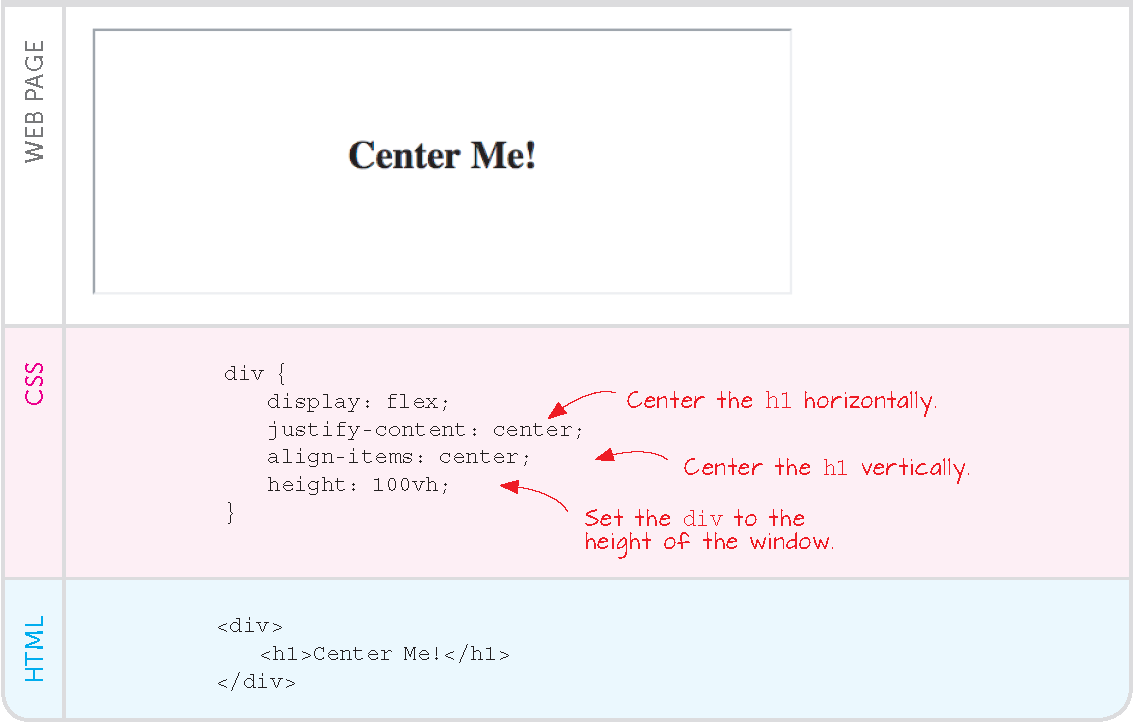 WEB PAGE
Center Me!
CSS
div {
display: flex;
justify-content: center;
align-items: center;
height: 100vh;
}
Center the h1 horizontally.
Center the h1 vertically.
Set the div to the
height of the window.
HTML
<div>
<h1>Center Me!</h1>
</div>